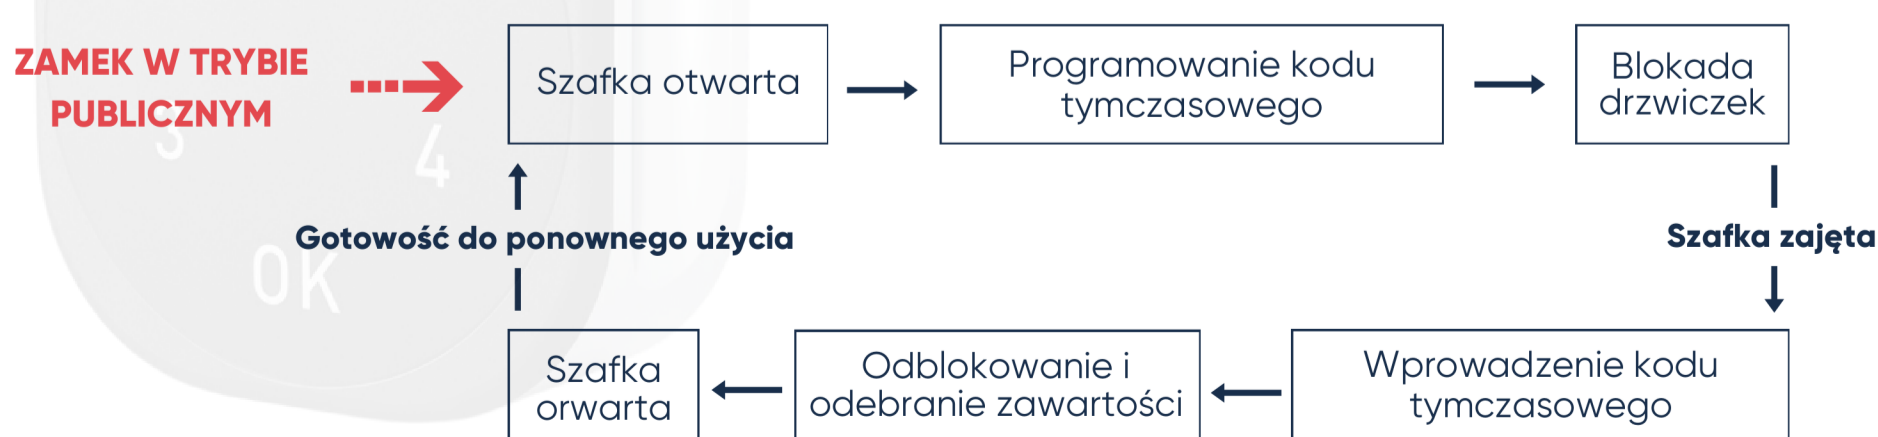 ZAMEK W TRYBIE
PUBLICZNYM
Szafka otwarta
Programowanie kodu
tymczasowego
Blokada
drzwiczek
3
4
Gotowość do ponownego użycia
Szafka zajęta
OK
Szafka
orwarta
Odblokowanie i
odebranie zawartości
Wprowadzenie kodu
tymczasowego